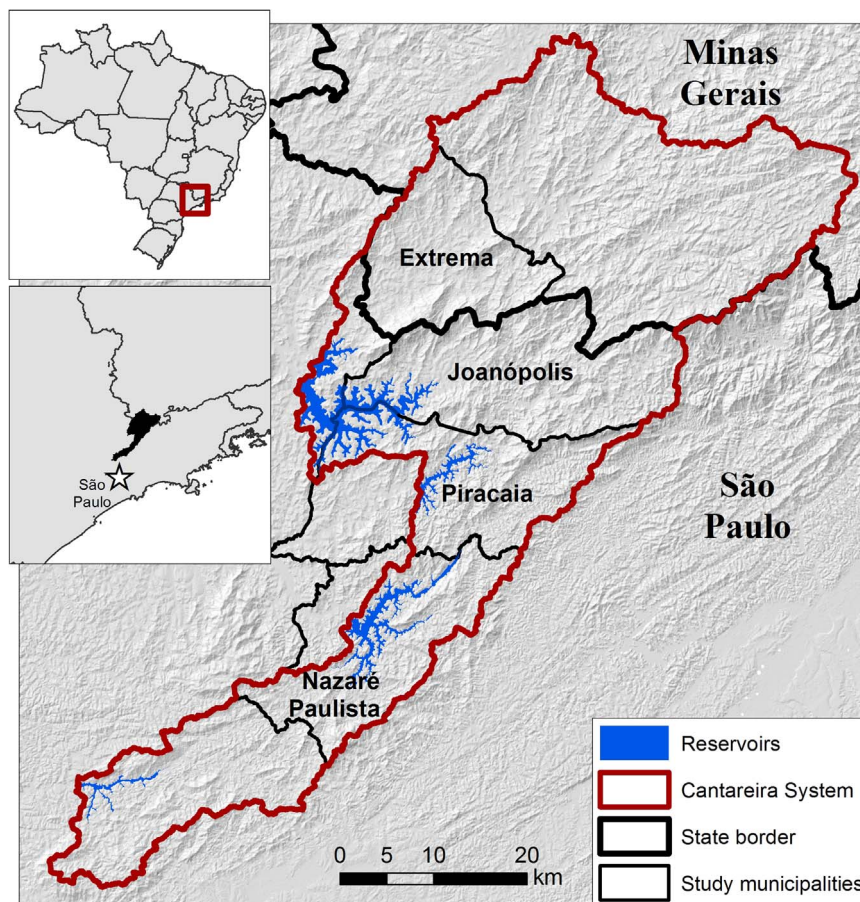 Minas
Gerais
Extrema
Joanópolis
São
Paulo
Piracaia
São
Paulo
Nazaré
Paulista
Reservoirs
Cantareira System
State border
Study municipalities
0 5 10 20
km